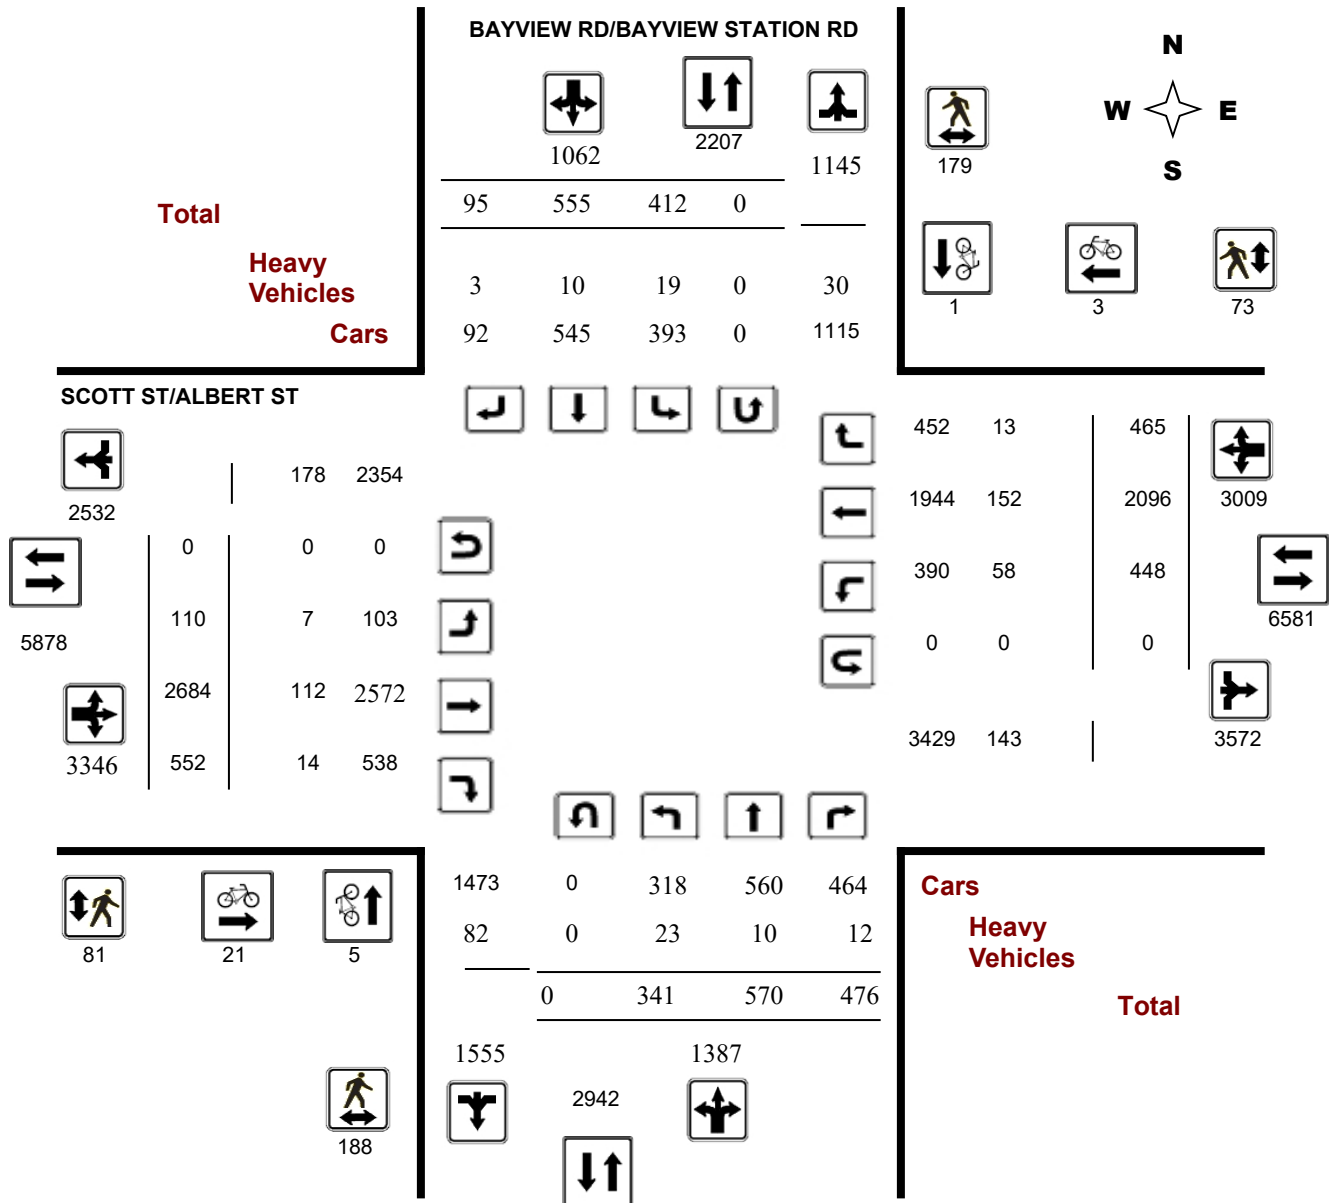 BAYVIEW RD/BAYVIEW STATION RD
N
W E
S
1062 2207 1145 179
95 555 412 0
Total
Heavy
Vehicles
3 10 19 0 30
1 3 73
Cars
92 545 393 0 1115
SCOTT ST/ALBERT ST
452 13 465
178 2354
1944 152 2096 3009
2532
0 0 0
390 58 448
110 7 103
6581
5878
0 0 0
2684 112 2572
3429 143 3572
3346 552 14 538
1473 0 318 560 464
Cars
82 0 23 10 12
Heavy
Vehicles
81 21 5
0 341 570 476
Total
1555 1387
2942
188